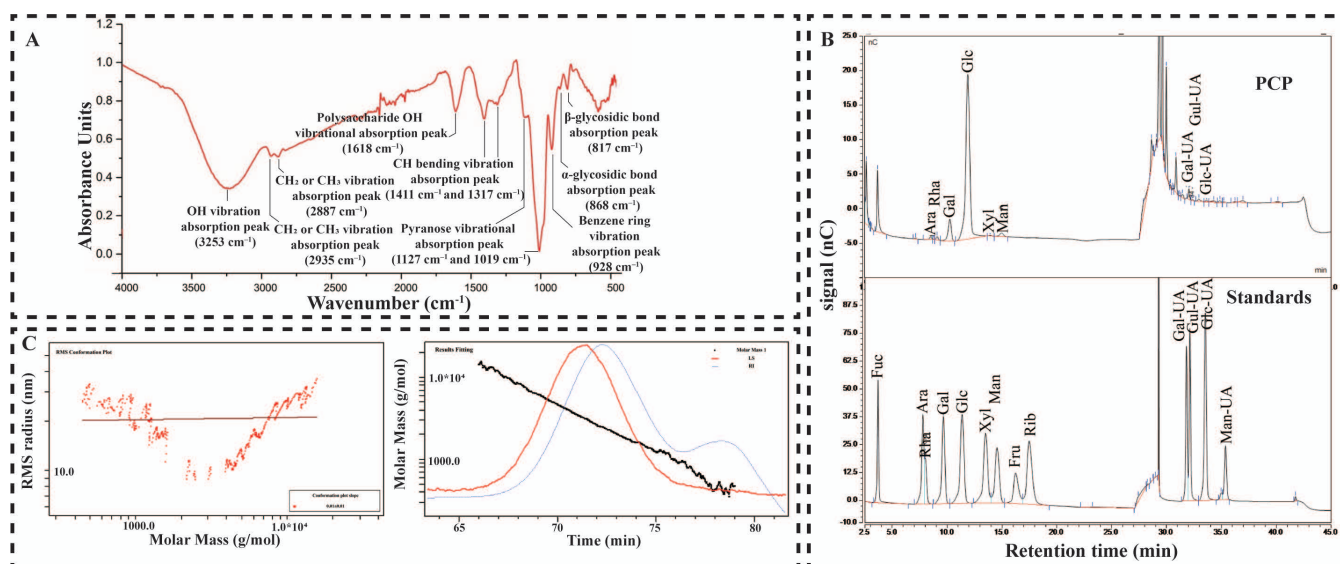 A
Absorbance Units
1.2
1.0
0.8
0.6
0.4
0.2
0.0
Polysaccharide OH
vibrational absorption peak
(1618 cm⁻¹)
β-glycosidic bond
absorption peak
(817 cm⁻¹)
CH₂ or CH₃ vibration
absorption peak
(2887 cm⁻¹)
CH bending vibration
absorption peak
(1411 cm⁻¹ and 1317 cm⁻¹)
α-glycosidic bond
absorption peak
(868 cm⁻¹)
OH vibration
absorption peak
(3253 cm⁻¹)
CH₂ or CH₃ vibration
absorption peak
(2935 cm⁻¹)
Pyranose vibrational
absorption peak
(1127 cm⁻¹ and 1019 cm⁻¹)
Benzene ring
vibration
absorption peak
(928 cm⁻¹)
4000
3500
3000
2500
2000
1500
1000
500
Wavenumber (cm⁻¹)
B
signal (nC)
25.0
20.0
15.0
10.0
5.0
0.0
-5.0
nC
Glc
PCP
Ara
Rha
Gal
Xyl
Man
Gal-UA
Gul-UA
Glc-UA
min
87.5
75.0
62.5
50.0
37.5
25.0
12.5
0.0
-10.0
Standards
Fuc
Ara
Rha
Gal
Glc
Xyl
Man
Fru
Rib
Gal-UA
Gul-UA
Glc-UA
Man-UA
2.5
5.0
10.0
15.0
20.0
25.0
30.0
35.0
40.0
45.0
Retention time (min)
C
RMS Conformation Plot
RMS radius (nm)
10.0
Conformation plot slope
0.01±0.01
1000.0
1.0*10⁴
Molar Mass (g/mol)
Results Fitting
Molar Mass 1
LS
RI
Molar Mass (g/mol)
1.0*10⁴
1000.0
65
70
75
80
Time (min)